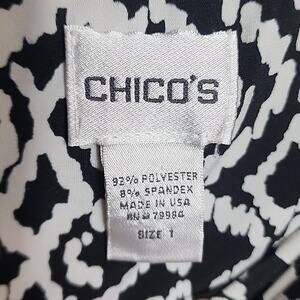 CHICO'S
92% POLYESTER
8% SPANDEX
MADE IN USA
RN# 79984
SIZE 1